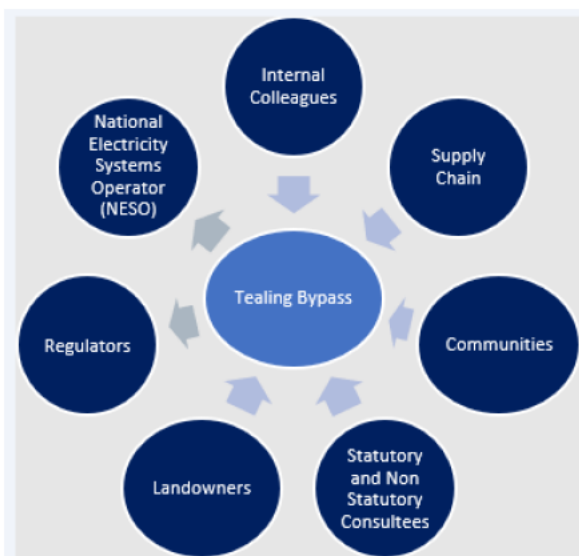 Internal
Colleagues
National
Electricity
Systems
Operator
(NESO)
Supply
Chain
Tealing Bypass
Regulators
Communities
Landowners
Statutory
and Non
Statutory
Consultees